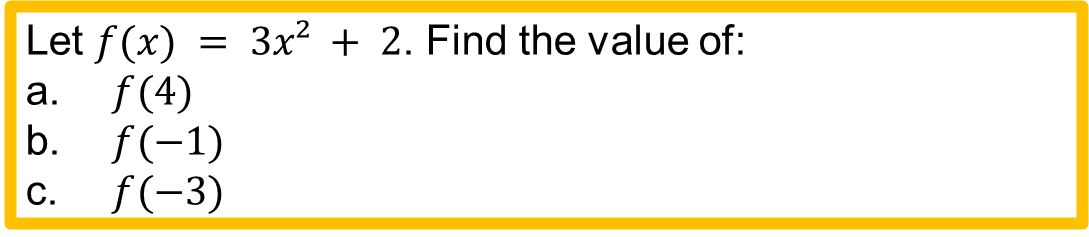 Let f(x) = 3x² + 2. Find the value of:
a. f(4)
b. f(−1)
c. f(−3)